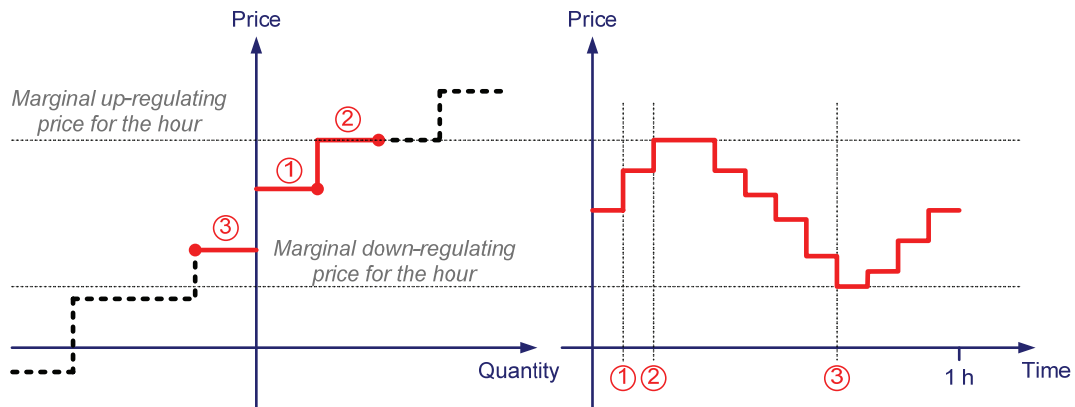 Price
Marginal up-regulating
price for the hour
②
①
③
Marginal down-regulating
price for the hour
Quantity
Price
①
②
③
1 h
Time